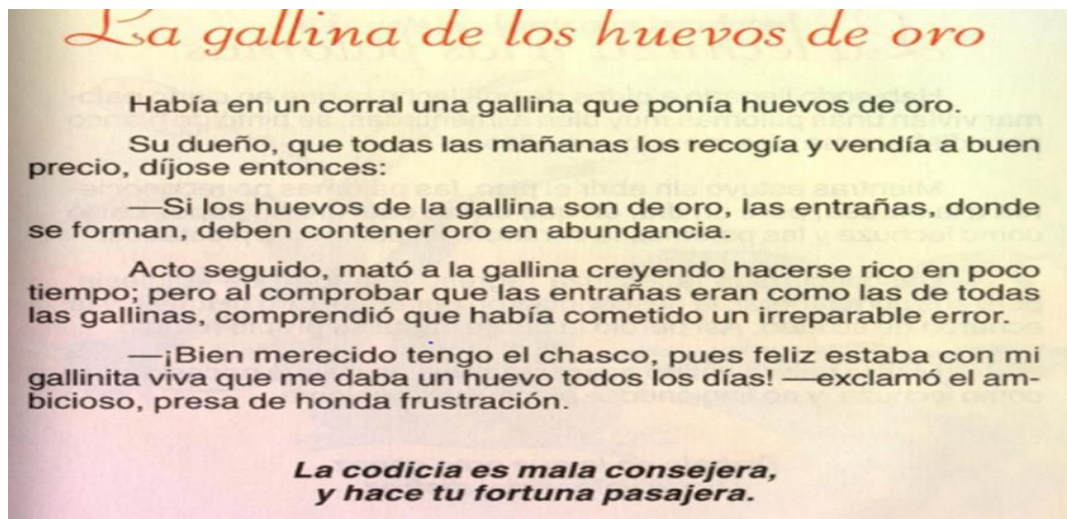 La gallina de los huevos de oro
Había en un corral una gallina que ponía huevos de oro.
Su dueño, que todas las mañanas los recogía y vendía a buen
precio, díjose entonces:
—Si los huevos de la gallina son de oro, las entrañas, donde
se forman, deben contener oro en abundancia.
Acto seguido, mató a la gallina creyendo hacerse rico en poco
tiempo; pero al comprobar que las entrañas eran como las de todas
las gallinas, comprendió que había cometido un irreparable error.
—¡Bien merecido tengo el chasco, pues feliz estaba con mi
gallinita viva que me daba un huevo todos los días! —exclamó el am-
bicioso, presa de honda frustración.
La codicia es mala consejera,
y hace tu fortuna pasajera.